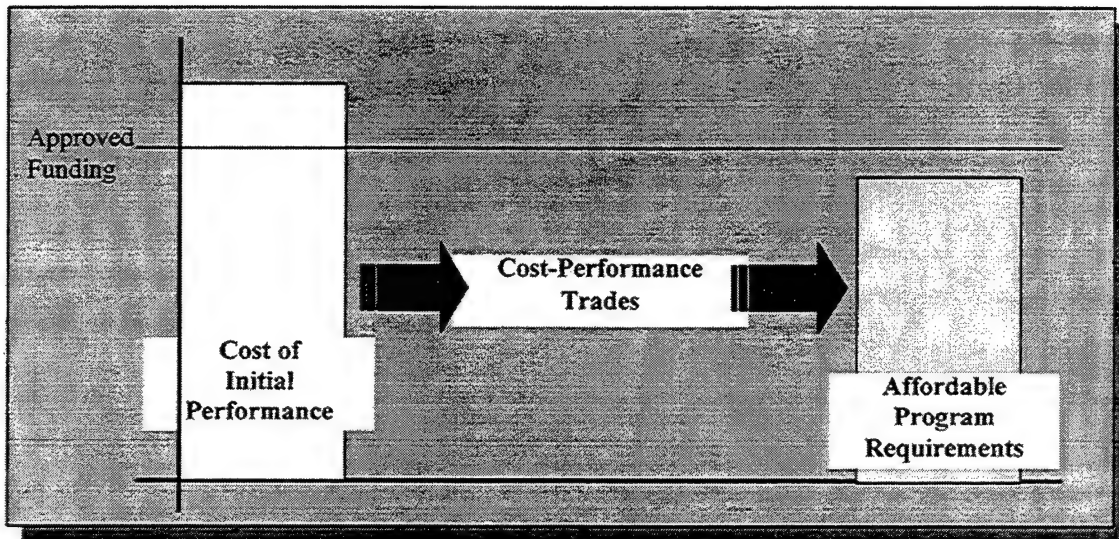 Approved
Funding
Cost-Performance
Trades
Cost of
Initial
Performance
Affordable
Program
Requirements